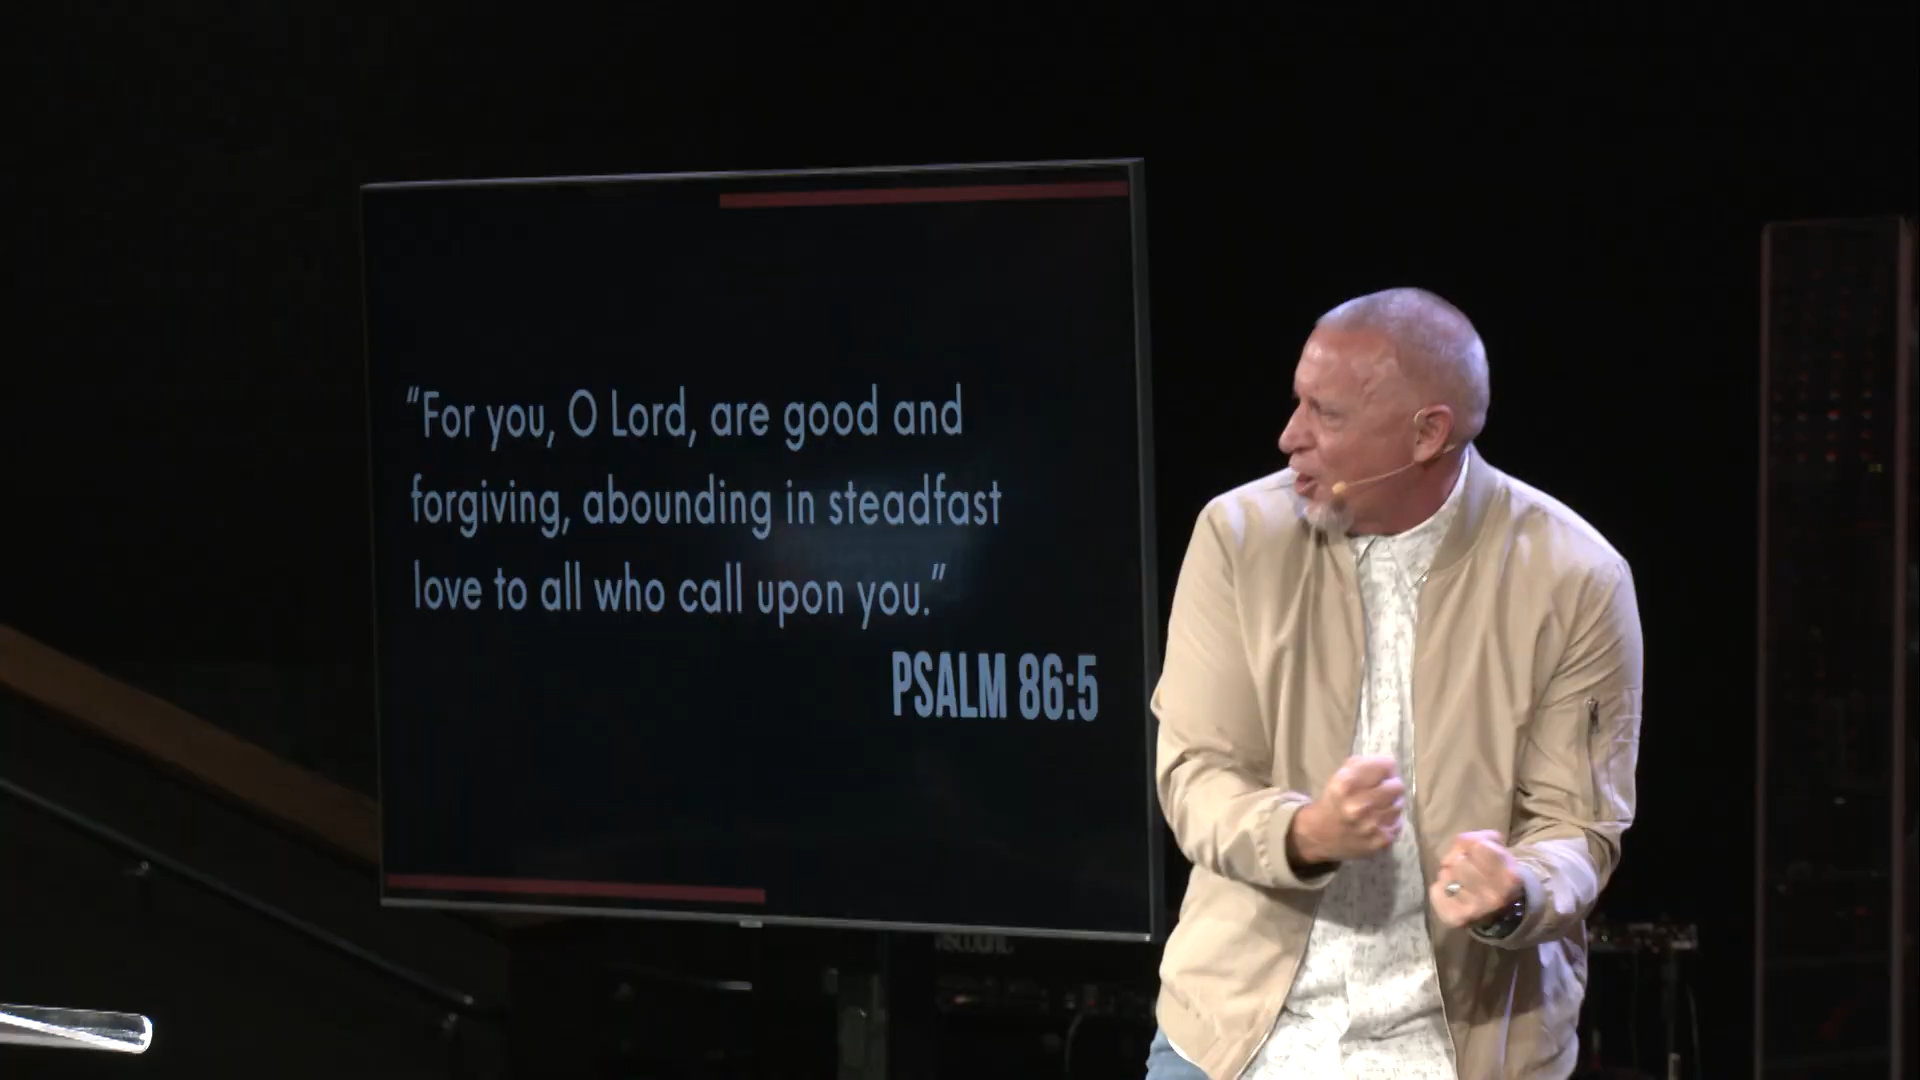 “For you, O Lord, are good and
forgiving, abounding in steadfast
love to all who call upon you.”
PSALM 86:5